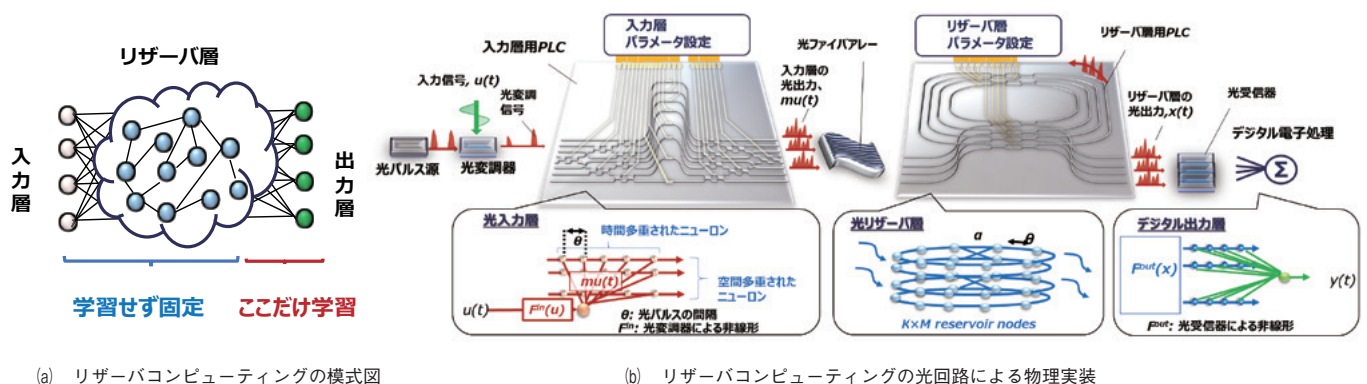 リザーバ層
入力層
出力層
学習せず固定
ここだけ学習
(a) リザーバコンピューティングの模式図
入力層用PLC
入力層
パラメータ設定
入力信号, u(t)
光変調
信号
光パルス源
光変調器
光ファイバアレー
入力層の
光出力、
mu(t)
リザーバ層
パラメータ設定
リザーバ層用PLC
リザーバ層の
光出力,x(t)
光受信器
デジタル電子処理
Σ
光入力層
時間多重されたニューロン
θ
mu(t)
空間多重された
ニューロン
u(t)
Fⁱⁿ(u)
θ: 光パルスの間隔
Fⁱⁿ: 光変調器による非線形
光リザーバ層
α
θ
K×M reservoir nodes
デジタル出力層
Fᵒᵘᵗ(x)
y(t)
Fᵒᵘᵗ: 光受信器による非線形
(b) リザーバコンピューティングの光回路による物理実装